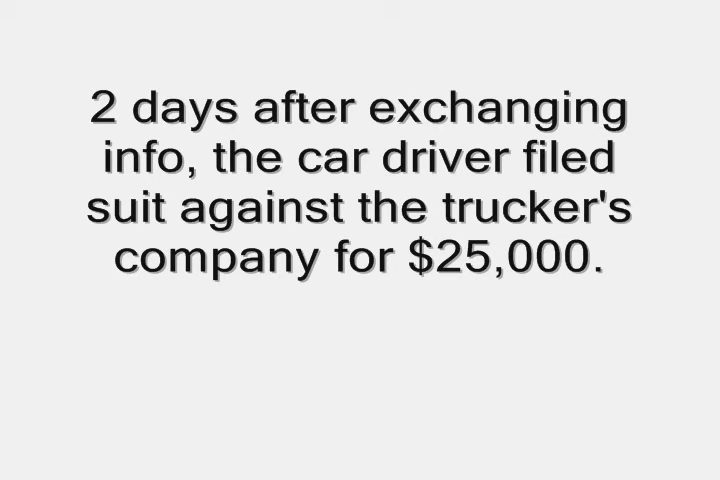 2 days after exchanging
info, the car driver filed
suit against the trucker's
company for $25,000.